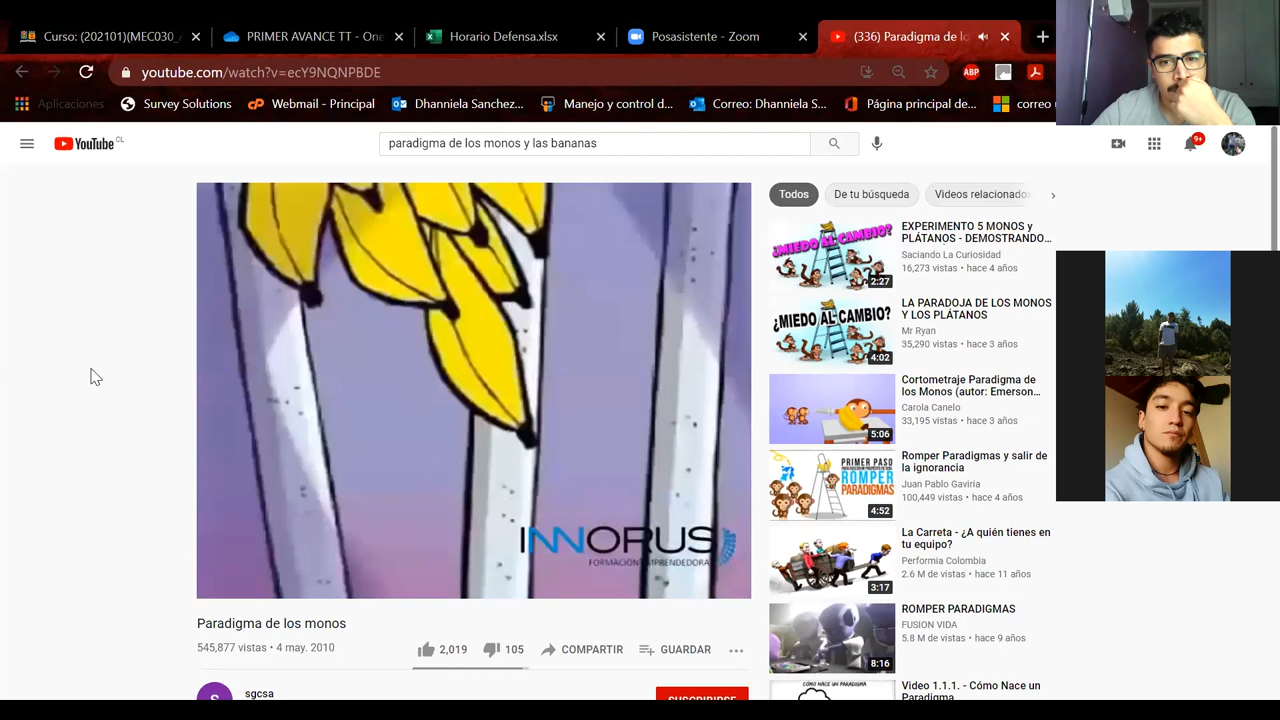 Curso: (202101)(MEC030_
PRIMER AVANCE TT - One
Horario Defensa.xlsx
Posasistente - Zoom
(336) Paradigma de lo
youtube.com/watch?v=ecY9NQNPBDE
ABP
Aplicaciones
Survey Solutions
Webmail - Principal
Dhanniela Sanchez...
Manejo y control d...
Correo: Dhanniela S...
Página principal de...
correo
YouTube CL
paradigma de los monos y las bananas
9+
INNORUS
FORMACIÓN EMPRENDEDORA
Paradigma de los monos
545,877 vistas • 4 may. 2010
2,019
105
COMPARTIR
GUARDAR
S
sgcsa
SUSCRIBIRSE
Todos
De tu búsqueda
Videos relacionados
¿MIEDO AL CAMBIO?
2:27
EXPERIMENTO 5 MONOS y
PLÁTANOS - DEMOSTRANDO...
Saciando La Curiosidad
16,273 vistas • hace 4 años
¿MIEDO AL CAMBIO?
4:02
LA PARADOJA DE LOS MONOS
Y LOS PLÁTANOS
Mr Ryan
35,290 vistas • hace 3 años
5:06
Cortometraje Paradigma de
los Monos (autor: Emerson...
Carola Canelo
33,195 vistas • hace 3 años
PRIMER PASO
ROMPER
PARADIGMAS
4:52
Romper Paradigmas y salir de
la ignorancia
Juan Pablo Gaviria
100,449 vistas • hace 4 años
3:17
La Carreta - ¿A quién tienes en
tu equipo?
Performia Colombia
2.6 M de vistas • hace 11 años
8:16
ROMPER PARADIGMAS
FUSION VIDA
5.8 M de vistas • hace 9 años
CÓMO NACE UN PARADIGMA
Video 1.1.1. - Cómo Nace un
Paradigma